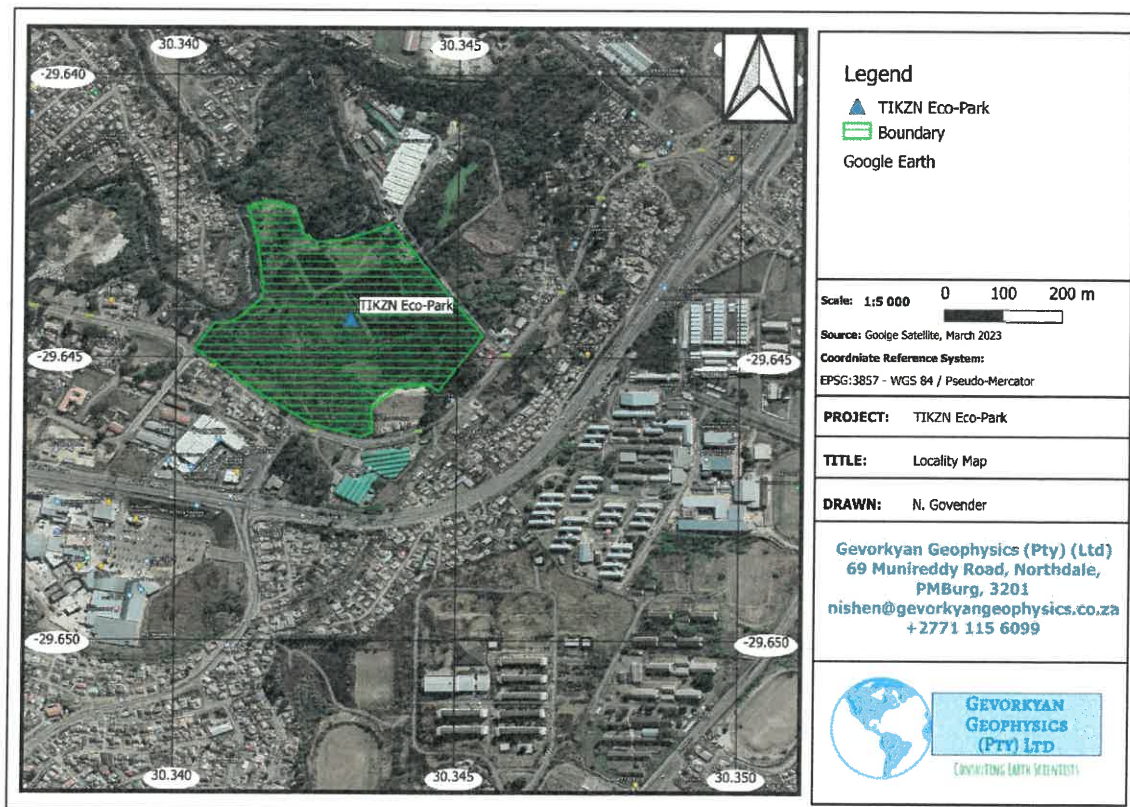 30.340
30.345
-29.640
TIKZN Eco-Park
-29.645
-29.645
-29.650
-29.650
30.340
30.345
30.350
Legend
TIKZN Eco-Park
Boundary
Google Earth
Scale: 1:5 000
0 100 200 m
Source: Goolge Satellite, March 2023
Coordniate Reference System:
EPSG:3857 - WGS 84 / Pseudo-Mercator
PROJECT: TIKZN Eco-Park
TITLE: Locality Map
DRAWN: N. Govender
Gevorkyan Geophysics (Pty) (Ltd)
69 Munireddy Road, Northdale,
PMBurg, 3201
nishen@gevorkyangeophysics.co.za
+2771 115 6099
GEVORKYAN
GEOPHYSICS
(PTY) LTD
CONSULTING EARTH SCIENTISTS